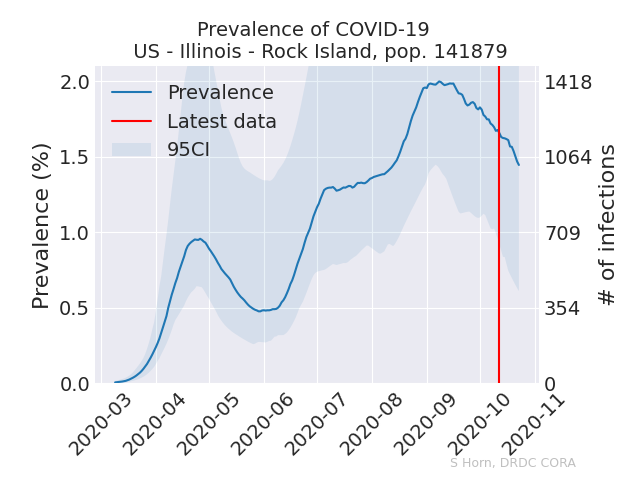 Prevalence of COVID-19
US - Illinois - Rock Island, pop. 141879
Prevalence
Latest data
95CI
Prevalence (%)
2.0
1.5
1.0
0.5
0.0
1418
1064
709
354
0
# of infections
2020-03
2020-04
2020-05
2020-06
2020-07
2020-08
2020-09
2020-10
2020-11
S Horn, DRDC CORA